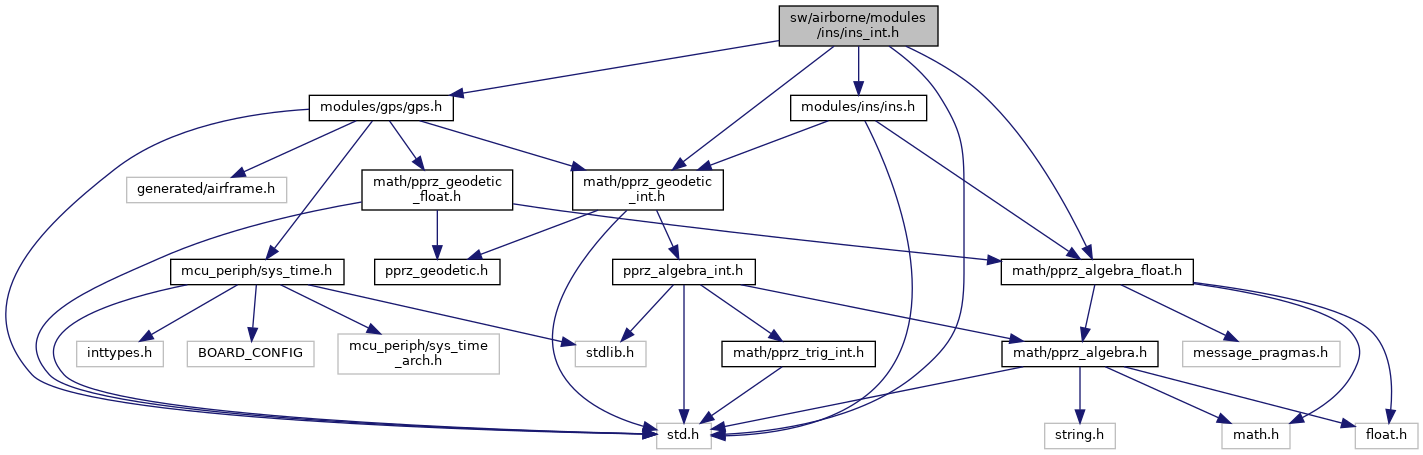 sw/airborne/modules
/ins/ins_int.h
modules/gps/gps.h
modules/ins/ins.h
generated/airframe.h
math/pprz_geodetic
_float.h
math/pprz_geodetic
_int.h
mcu_periph/sys_time.h
pprz_geodetic.h
pprz_algebra_int.h
math/pprz_algebra_float.h
inttypes.h
BOARD_CONFIG
mcu_periph/sys_time
_arch.h
stdlib.h
math/pprz_trig_int.h
math/pprz_algebra.h
message_pragmas.h
std.h
string.h
math.h
float.h